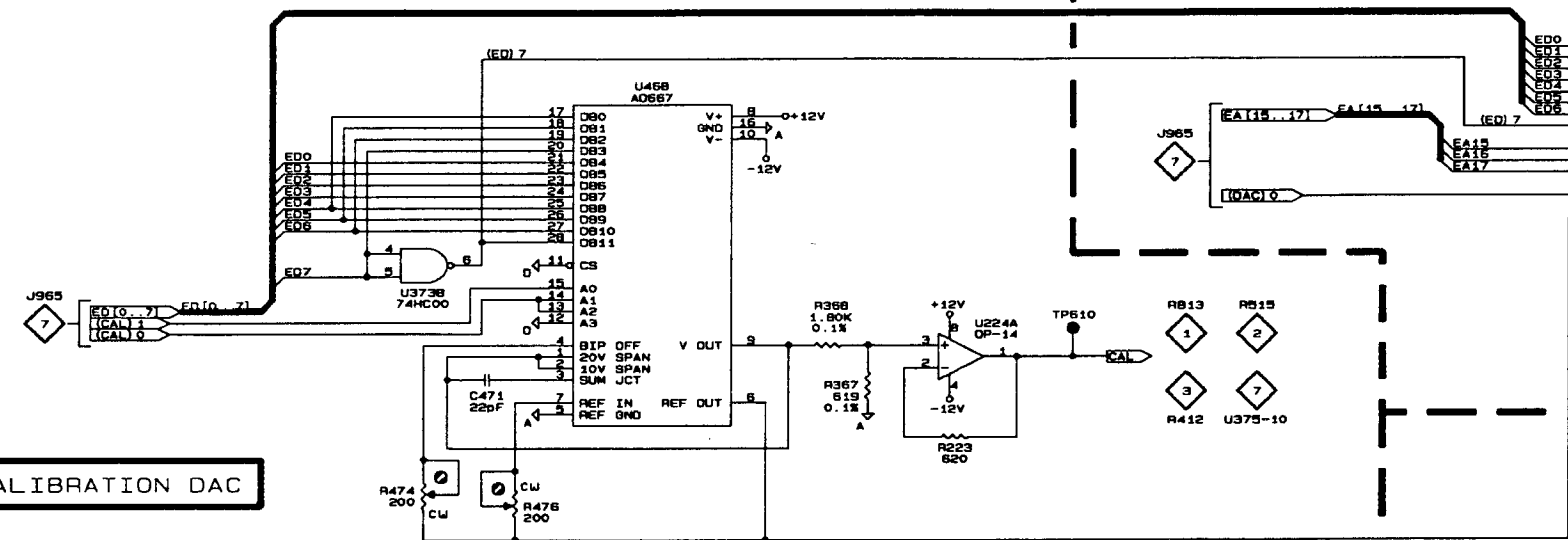 (ED) 7
ED0
ED1
ED2
ED3
ED4
ED5
ED6
U468
AD667
17 DB0
18 DB1
19 DB2
20 DB3
21 DB4
22 DB5
23 DB6
24 DB7
25 DB8
26 DB9
27 DB10
28 DB11
11 CS
15 A0
14 A1
13 A2
12 A3
4 BIP OFF
1 20V SPAN
2 10V SPAN
3 SUM JCT
7 REF IN
5 REF GND
V+ 8 +12V
GND 16 A
V- 10
-12V
V OUT 9
REF OUT 6
ED0
ED1
ED2
ED3
ED4
ED5
ED6
ED7
4
5
6
U373B
74HC00
D
D
A
J965
7
ED[0..7] ED[0..7]
(CAL) 1
(CAL) 0
C471
22pF
R474
200
CW
CW
R476
200
R368
1.80K
0.1%
R367
619
0.1%
A
+12V
8
U224A
OP-14
3
+
2
-
1
4
-12V
R223
620
TP610
CAL
R813
1
R515
2
3
R412
7
U375-10
J965
7
EA[15..17] EA[15..17]
EA15
EA16
EA17
(ED) 7
(DAC) 0
ALIBRATION DAC